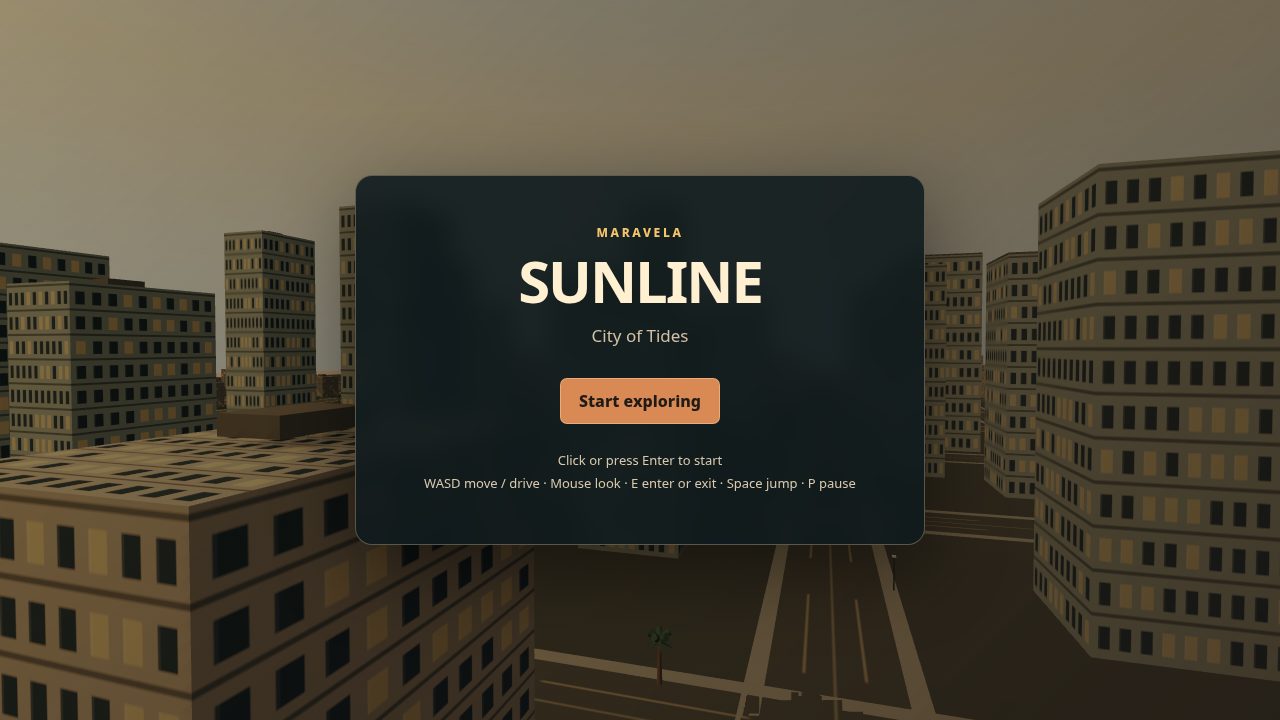 MARAVELA
SUNLINE
City of Tides
Start exploring
Click or press Enter to start
WASD move / drive · Mouse look · E enter or exit · Space jump · P pause